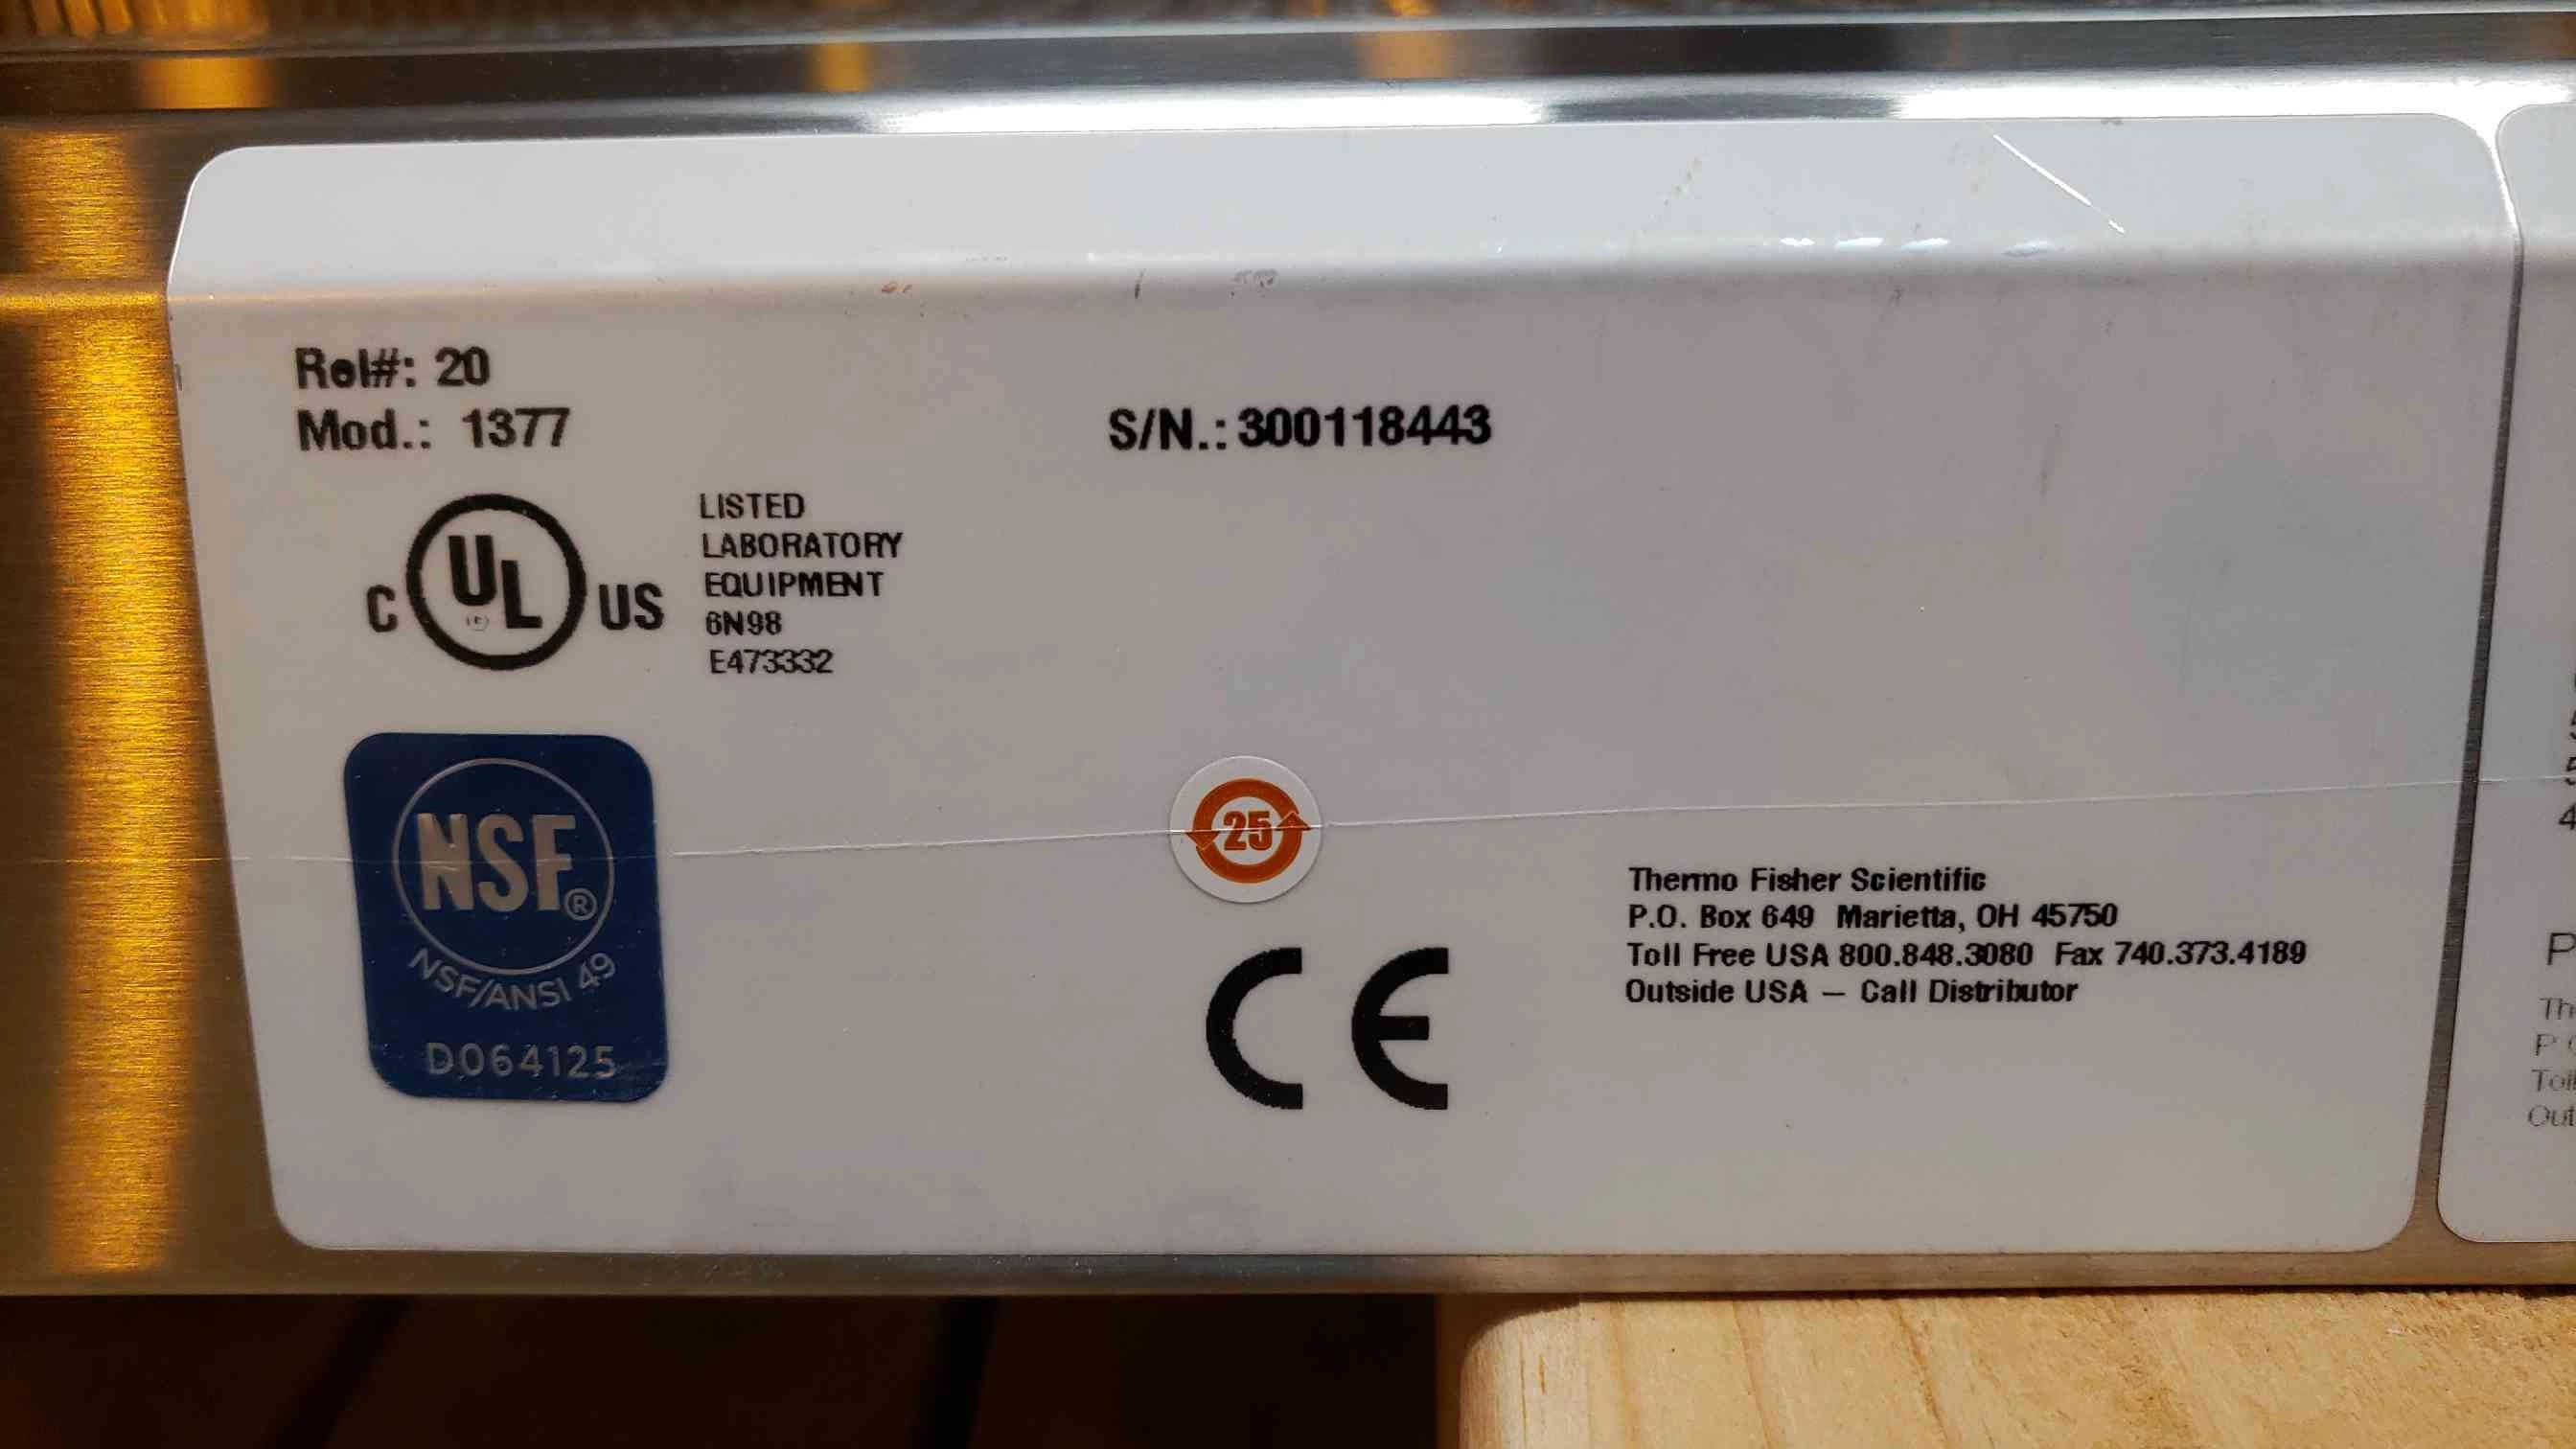 Rel#: 20
Mod.: 1377
S/N.: 300118443
C UL US
LISTED
LABORATORY
EQUIPMENT
6N98
E473332
NSF®
NSF/ANSI 49
D064125
25
CE
Thermo Fisher Scientific
P.O. Box 649 Marietta, OH 45750
Toll Free USA 800.848.3080 Fax 740.373.4189
Outside USA – Call Distributor